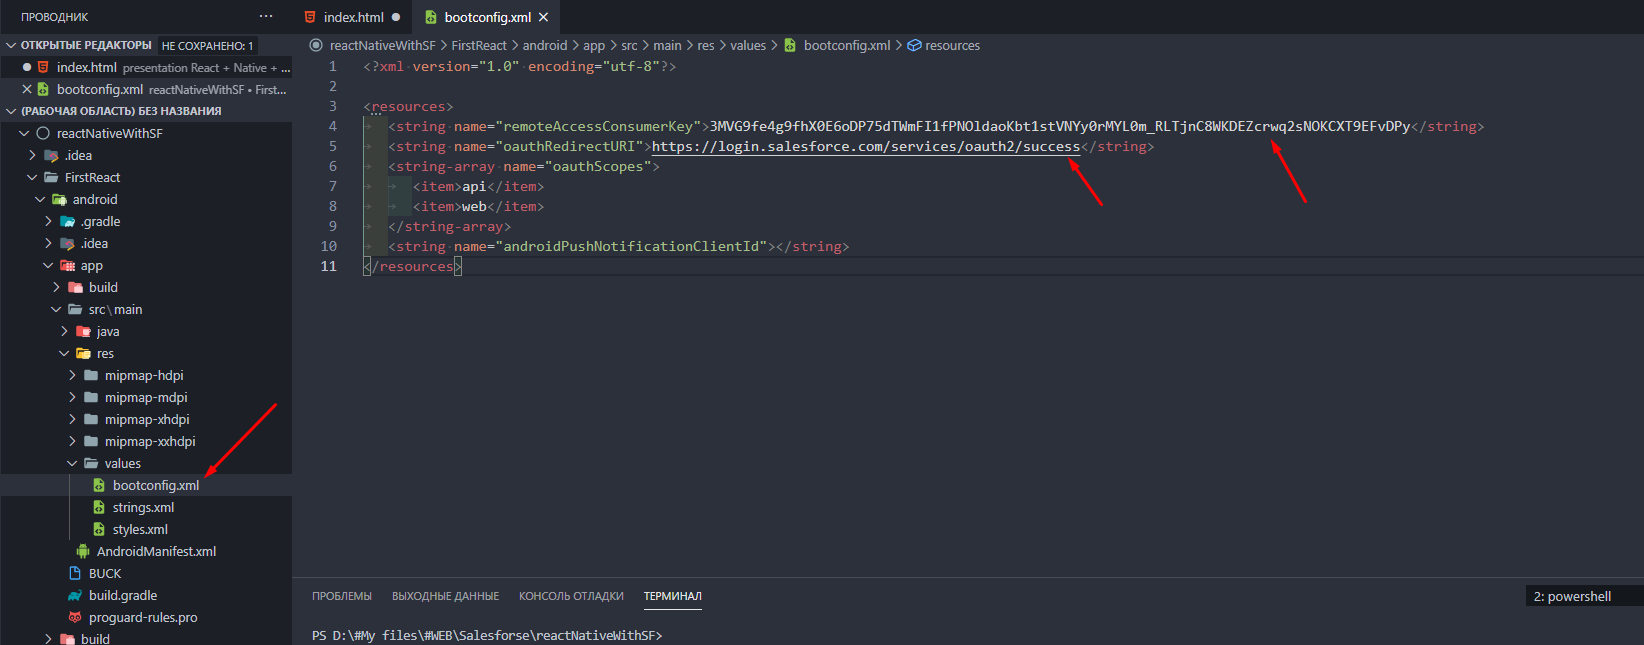 ПРОВОДНИК
···
index.html
bootconfig.xml
ОТКРЫТЫЕ РЕДАКТОРЫ НЕ СОХРАНЕНО: 1
index.html presentation React + Native + ...
bootconfig.xml reactNativeWithSF • First...
(РАБОЧАЯ ОБЛАСТЬ) БЕЗ НАЗВАНИЯ
reactNativeWithSF
.idea
FirstReact
android
.gradle
.idea
app
build
src\main
java
res
mipmap-hdpi
mipmap-mdpi
mipmap-xhdpi
mipmap-xxhdpi
values
bootconfig.xml
strings.xml
styles.xml
AndroidManifest.xml
BUCK
build.gradle
proguard-rules.pro
build
reactNativeWithSF > FirstReact > android > app > src > main > res > values > bootconfig.xml > resources
1 <?xml version="1.0" encoding="utf-8"?>
2
3 <resources>
4 <string name="remoteAccessConsumerKey">3MVG9fe4g9fhX0E6oDP75dTWmFI1fPNOldaoKbt1stVNYy0rMYL0m_RLTjnC8WKDEZcrwq2sNOKCXT9EFvDPy</string>
5 <string name="oauthRedirectURI">https://login.salesforce.com/services/oauth2/success</string>
6 <string-array name="oauthScopes">
7 <item>api</item>
8 <item>web</item>
9 </string-array>
10 <string name="androidPushNotificationClientId"></string>
11 </resources>
ПРОБЛЕМЫ ВЫХОДНЫЕ ДАННЫЕ КОНСОЛЬ ОТЛАДКИ ТЕРМИНАЛ
2: powershell
PS D:\#My files\#WEB\Salesforse\reactNativeWithSF>